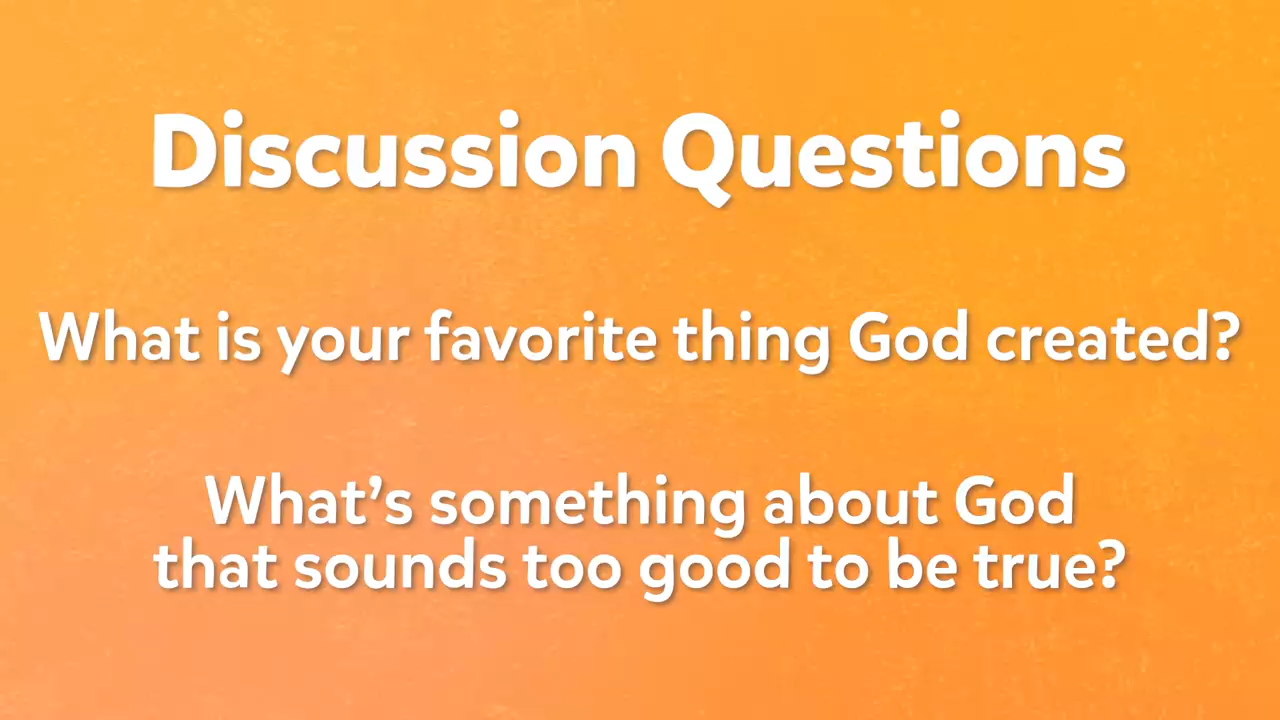 Discussion Questions
What is your favorite thing God created?
What’s something about God
that sounds too good to be true?